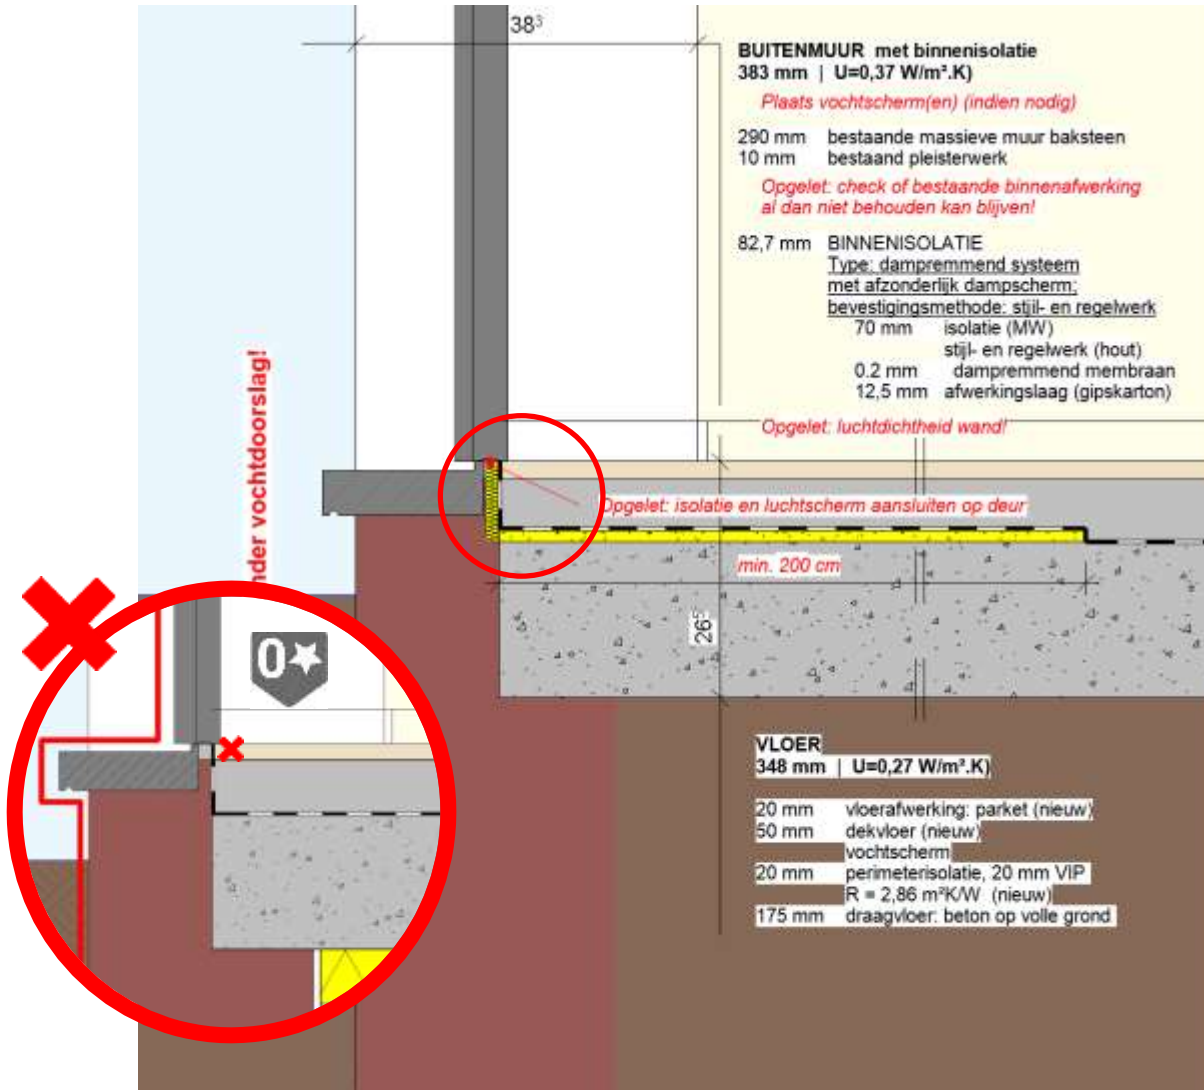 38³
BUITENMUUR met binnenisolatie
383 mm | U=0,37 W/m².K)
Plaats vochtscherm(en) (indien nodig)
290 mm bestaande massieve muur baksteen
10 mm bestaand pleisterwerk
Opgelet: check of bestaande binnenafwerking
al dan niet behouden kan blijven!
82,7 mm BINNENISOLATIE
Type: dampremmend systeem
met afzonderlijk dampscherm;
bevestigingsmethode: stijl- en regelwerk
70 mm isolatie (MW)
stijl- en regelwerk (hout)
0.2 mm dampremmend membraan
12,5 mm afwerkingslaag (gipskarton)
Opgelet: luchtdichtheid wand!
nder vochtdoorslag!
Opgelet: isolatie en luchtscherm aansluiten op deur
min. 200 cm
26⁵
0
VLOER
348 mm | U=0,27 W/m².K)
20 mm vloerafwerking: parket (nieuw)
50 mm dekvloer (nieuw)
vochtscherm
20 mm perimeterisolatie, 20 mm VIP
R = 2,86 m²K/W (nieuw)
175 mm draagvloer: beton op volle grond